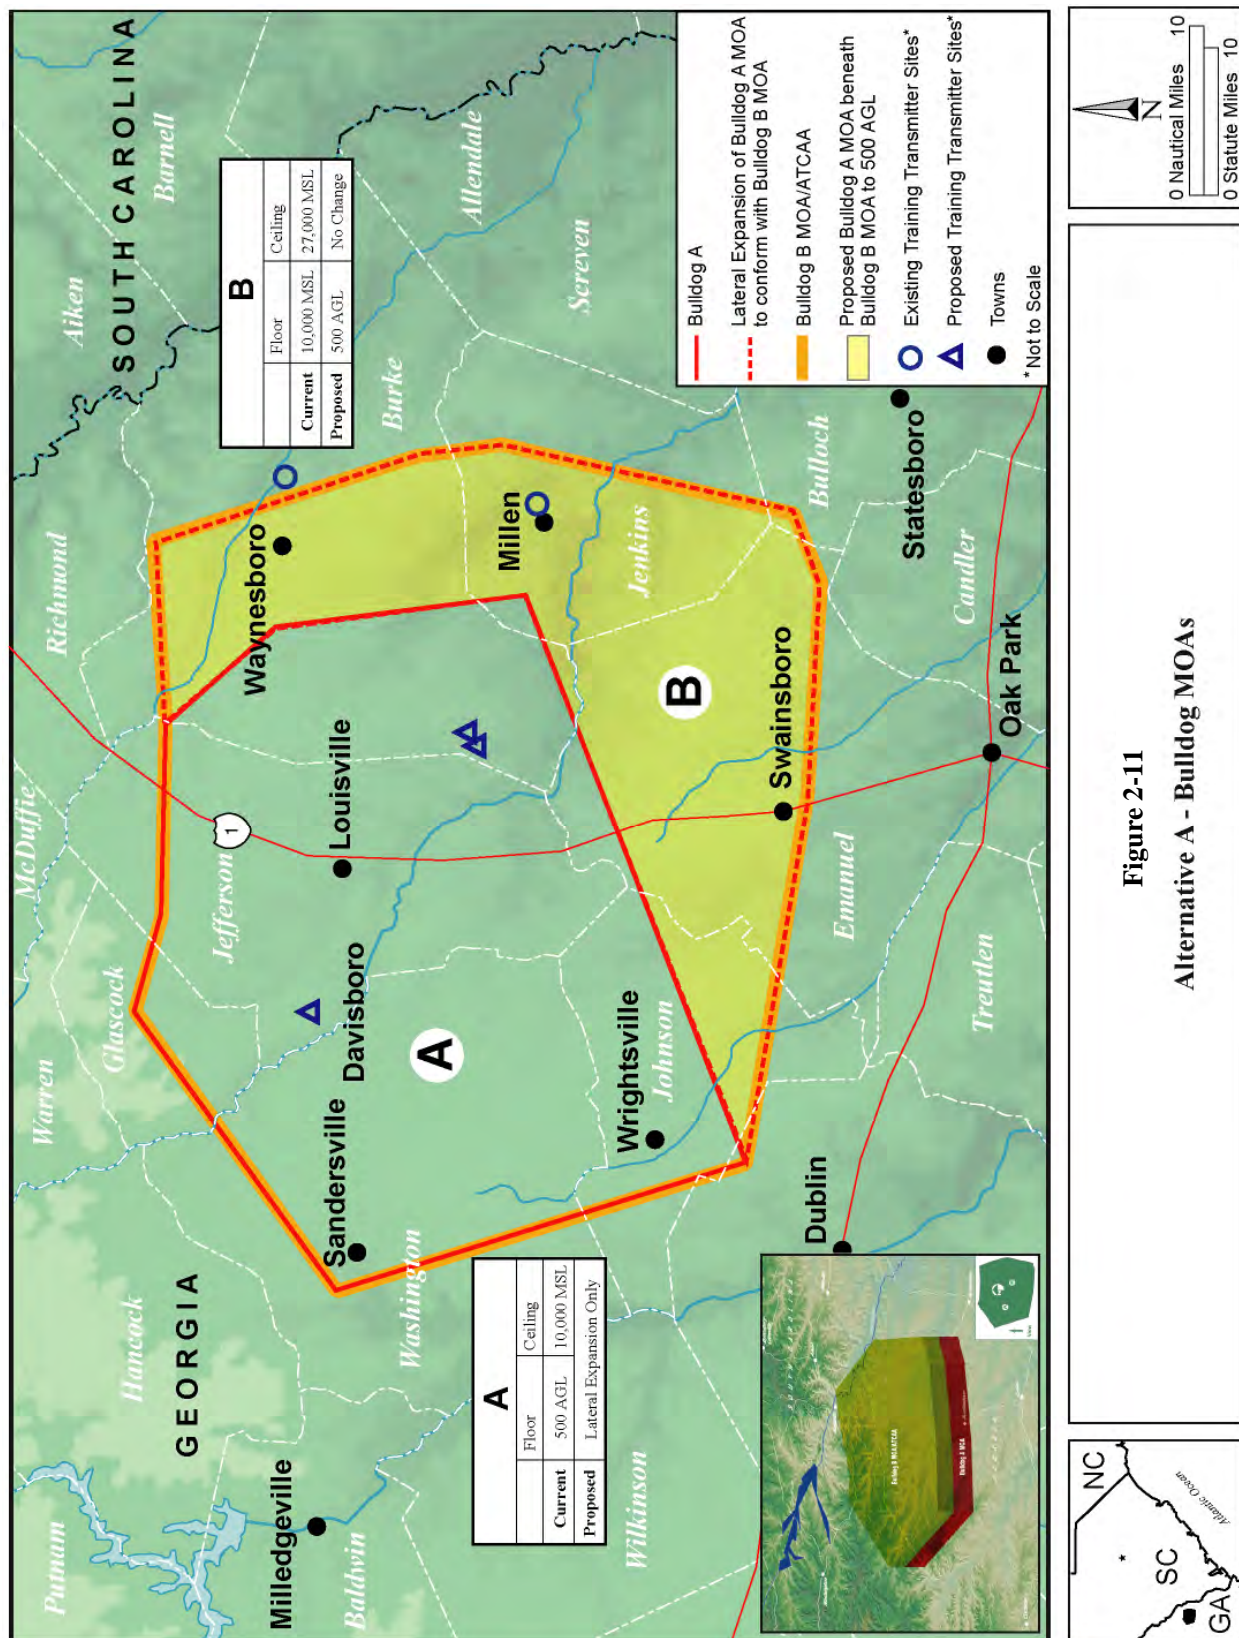 SOUTH CAROLINA
GEORGIA
Aiken
Barnell
Allendale
Screven
Burke
Richmond
McDuffie
Warren
Glascock
Jefferson
Hancock
Washington
Putnam
Baldwin
Wilkinson
Johnson
Emanuel
Treutlen
Candler
Bulloch
Jenkins
Waynesboro
Millen
Louisville
Davisboro
Sandersville
Wrightsville
Swainsboro
Statesboro
Oak Park
Dublin
Milledgeville
1
A
B
B
Floor Ceiling
Current 10,000 MSL 27,000 MSL
Proposed 500 AGL No Change
A
Floor Ceiling
Current 500 AGL 10,000 MSL
Proposed Lateral Expansion Only
Bulldog A
Lateral Expansion of Bulldog A MOA
to conform with Bulldog B MOA
Bulldog B MOA/ATCAA
Proposed Bulldog A MOA beneath
Bulldog B MOA to 500 AGL
Existing Training Transmitter Sites*
Proposed Training Transmitter Sites*
Towns
*Not to Scale
Bulldog B MOA/ATCAA
Bulldog A MOA
NC
SC
GA
Atlantic Ocean
Figure 2-11
Alternative A - Bulldog MOAs
N
0 Nautical Miles 10
0 Statute Miles 10